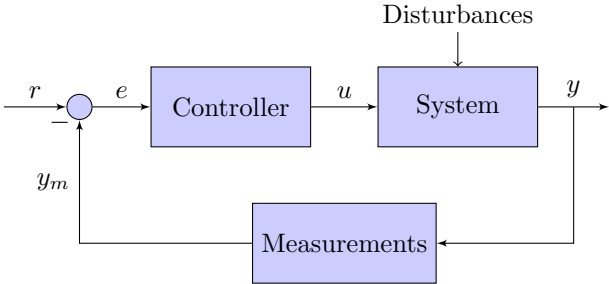 Disturbances
r
e
Controller
u
System
y
−
y_m
Measurements